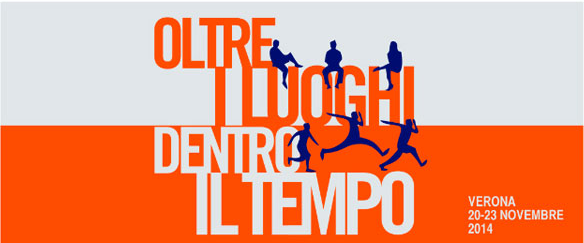 OLTRE
I LUOGHI
DENTRO
IL TEMPO
VERONA
20-23 NOVEMBRE
2014